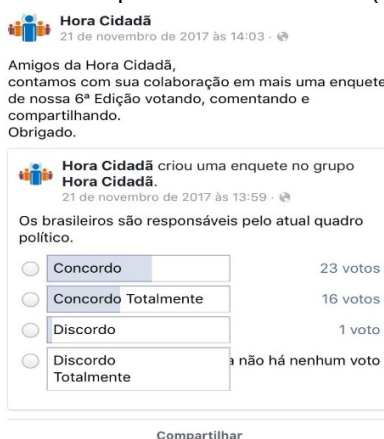 Hora Cidadã
21 de novembro de 2017 às 14:03 ·
Amigos da Hora Cidadã,
contamos com sua colaboração em mais uma enquete
de nossa 6ª Edição votando, comentando e
compartilhando.
Obrigado.
Hora Cidadã criou uma enquete no grupo
Hora Cidadã.
21 de novembro de 2017 às 13:59 ·
Os brasileiros são responsáveis pelo atual quadro
político.
Concordo 23 votos
Concordo Totalmente 16 votos
Discordo 1 voto
Discordo não há nenhum voto
Totalmente
Compartilhar